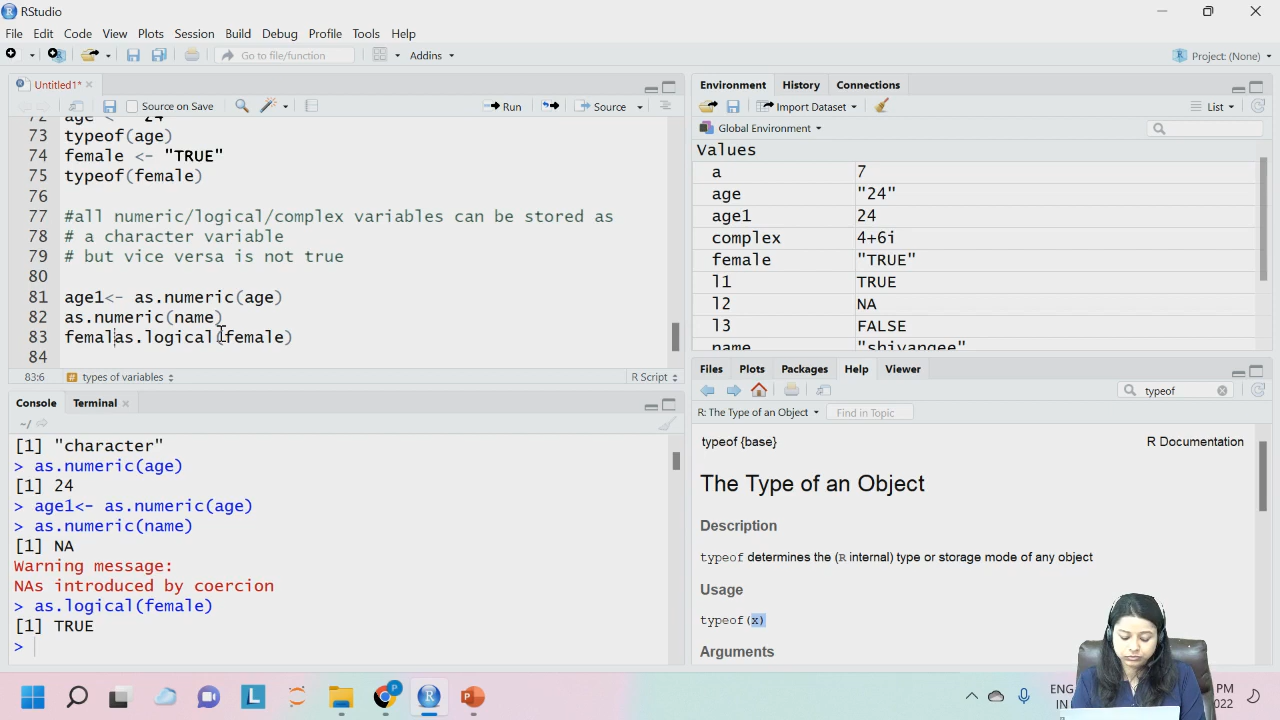 RStudio
File Edit Code View Plots Session Build Debug Profile Tools Help
Go to file/function Addins Project: (None)
Untitled1*
Source on Save Run Source
73 typeof(age)
74 female <- "TRUE"
75 typeof(female)
76
77 #all numeric/logical/complex variables can be stored as
78 # a character variable
79 # but vice versa is not true
80
81 age1<- as.numeric(age)
82 as.numeric(name)
83 femalas.logical(female)
84
83:6 types of variables R Script
Console Terminal
~/
[1] "character"
> as.numeric(age)
[1] 24
> age1<- as.numeric(age)
> as.numeric(name)
[1] NA
Warning message:
NAs introduced by coercion
> as.logical(female)
[1] TRUE
>
Environment History Connections
Import Dataset List
Global Environment
Values
a 7
age "24"
age1 24
complex 4+6i
female "TRUE"
l1 TRUE
l2 NA
l3 FALSE
name "shivangee"
Files Plots Packages Help Viewer
typeof
R: The Type of an Object Find in Topic
typeof {base} R Documentation
The Type of an Object
Description
typeof determines the (R internal) type or storage mode of any object
Usage
typeof(x)
Arguments
ENG PM
IN 2022